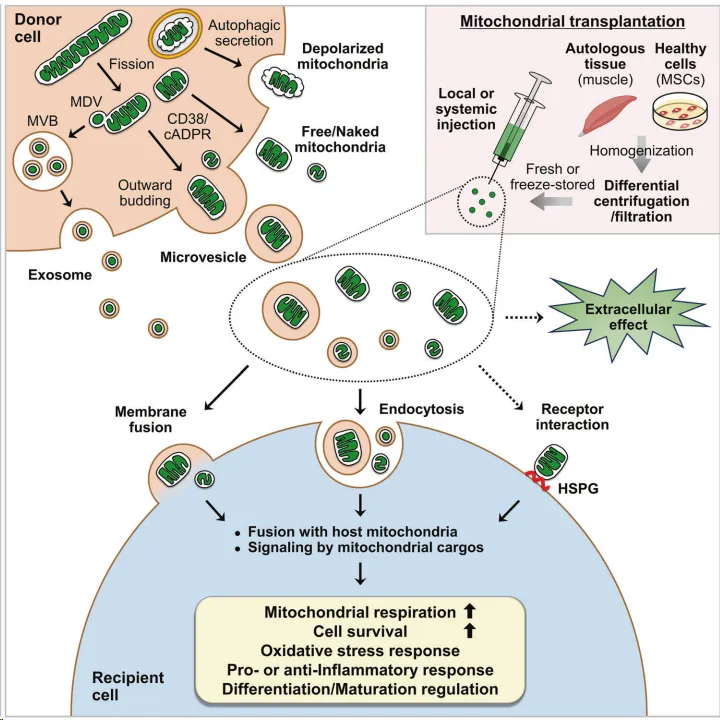 Donor
cell
Autophagic
secretion
Fission
Depolarized
mitochondria
MDV
MVB
CD38/
cADPR
Free/Naked
mitochondria
Outward
budding
Microvesicle
Exosome
Mitochondrial transplantation
Autologous
tissue
(muscle)
Healthy
cells
(MSCs)
Local or
systemic
injection
Homogenization
Fresh or
freeze-stored
Differential
centrifugation
/filtration
Extracellular
effect
Membrane
fusion
Endocytosis
Receptor
interaction
HSPG
• Fusion with host mitochondria
• Signaling by mitochondrial cargos
Mitochondrial respiration ⬆
Cell survival ⬆
Oxidative stress response
Pro- or anti-Inflammatory response
Differentiation/Maturation regulation
Recipient
cell